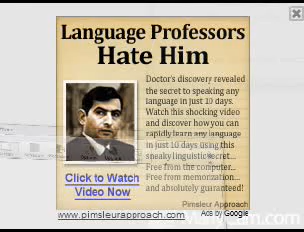 Language Professors
Hate Him
Doctor's discovery revealed
the secret to speaking any
language in just 10 days.
Watch this shocking video
and discover how you can
rapidly learn any language
in just 10 days using this
sneaky linguistic secret...
Free from the computer...
Free from memorization...
and absolutely guaranteed!
Click to Watch
Video Now
Pimsleur Approach
www.pimsleurapproach.com
Ads by Google